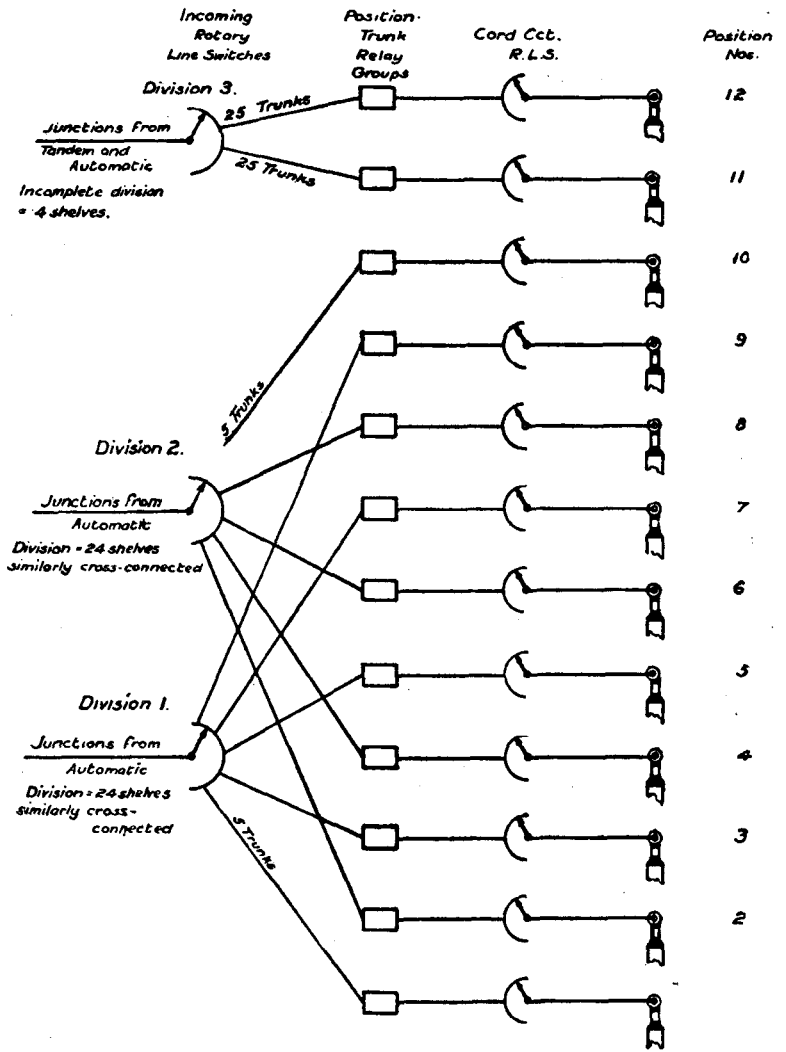 Incoming
Rotary
Line Switches
Position-
Trunk
Relay
Groups
Cord Cct.
R.L.S.
Position
Nos.
Division 3.
25 Trunks
25 Trunks
Junctions from
Tandem and
Automatic
Incomplete division
= 4 shelves.
12
11
10
9
8
7
6
5
4
3
2
5 Trunks
Division 2.
Junctions from
Automatic
Division = 24 shelves
similarly cross-connected
Division 1.
Junctions from
Automatic
Division = 24 shelves
similarly cross-
connected
5 Trunks